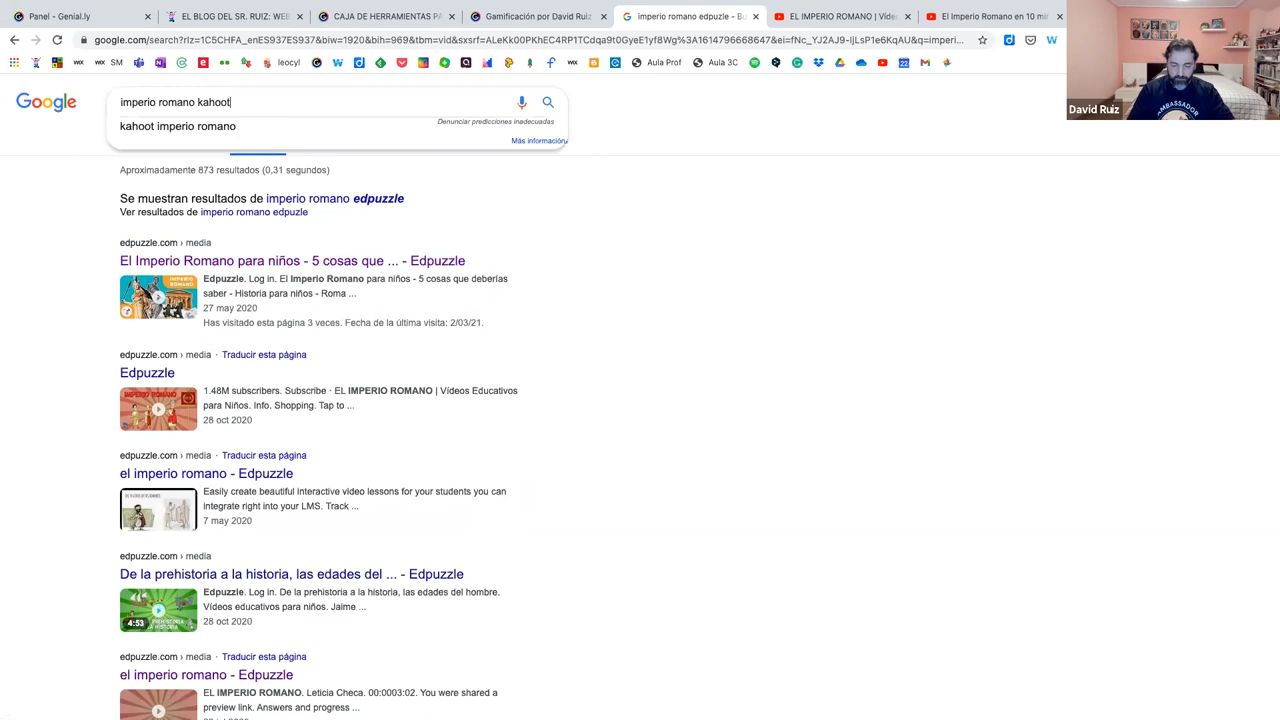 Panel - Genial.ly
EL BLOG DEL SR. RUIZ: WEB
CAJA DE HERRAMIENTAS PA
Gamificación por David Ruiz
imperio romano edpuzle - Bu
EL IMPERIO ROMANO | Víde
El Imperio Romano en 10 mi
google.com/search?rlz=1C5CHFA_enES937ES937&biw=1920&bih=969&tbm=vid&
SM
leocyl
Aula Prof
Aula 3C
David Ruiz
Google
imperio romano kahoot
Denunciar predicciones inadecuadas
kahoot imperio romano
Más información
Aproximadamente 873 resultados (0,31 segundos)
Se muestran resultados de imperio romano edpuzzle
Ver resultados de imperio romano edpuzle
edpuzzle.com › media
El Imperio Romano para niños - 5 cosas que ... - Edpuzzle
Edpuzzle. Log in. El Imperio Romano para niños - 5 cosas que deberías
saber - Historia para niños - Roma ...
27 may 2020
Has visitado esta página 3 veces. Fecha de la última visita: 2/03/21.
edpuzzle.com › media · Traducir esta página
Edpuzzle
1.48M subscribers. Subscribe · EL IMPERIO ROMANO | Vídeos Educativos
para Niños. Info. Shopping. Tap to ...
28 oct 2020
edpuzzle.com › media · Traducir esta página
el imperio romano - Edpuzzle
Easily create beautiful interactive video lessons for your students you can
integrate right into your LMS. Track ...
7 may 2020
edpuzzle.com › media
De la prehistoria a la historia, las edades del ... - Edpuzzle
Edpuzzle. Log in. De la prehistoria a la historia, las edades del hombre.
Vídeos educativos para niños. Jaime ...
4:53
28 oct 2020
edpuzzle.com › media · Traducir esta página
el imperio romano - Edpuzzle
EL IMPERIO ROMANO. Leticia Checa. 00:0003:02. You were shared a
preview link. Answers and progress ...